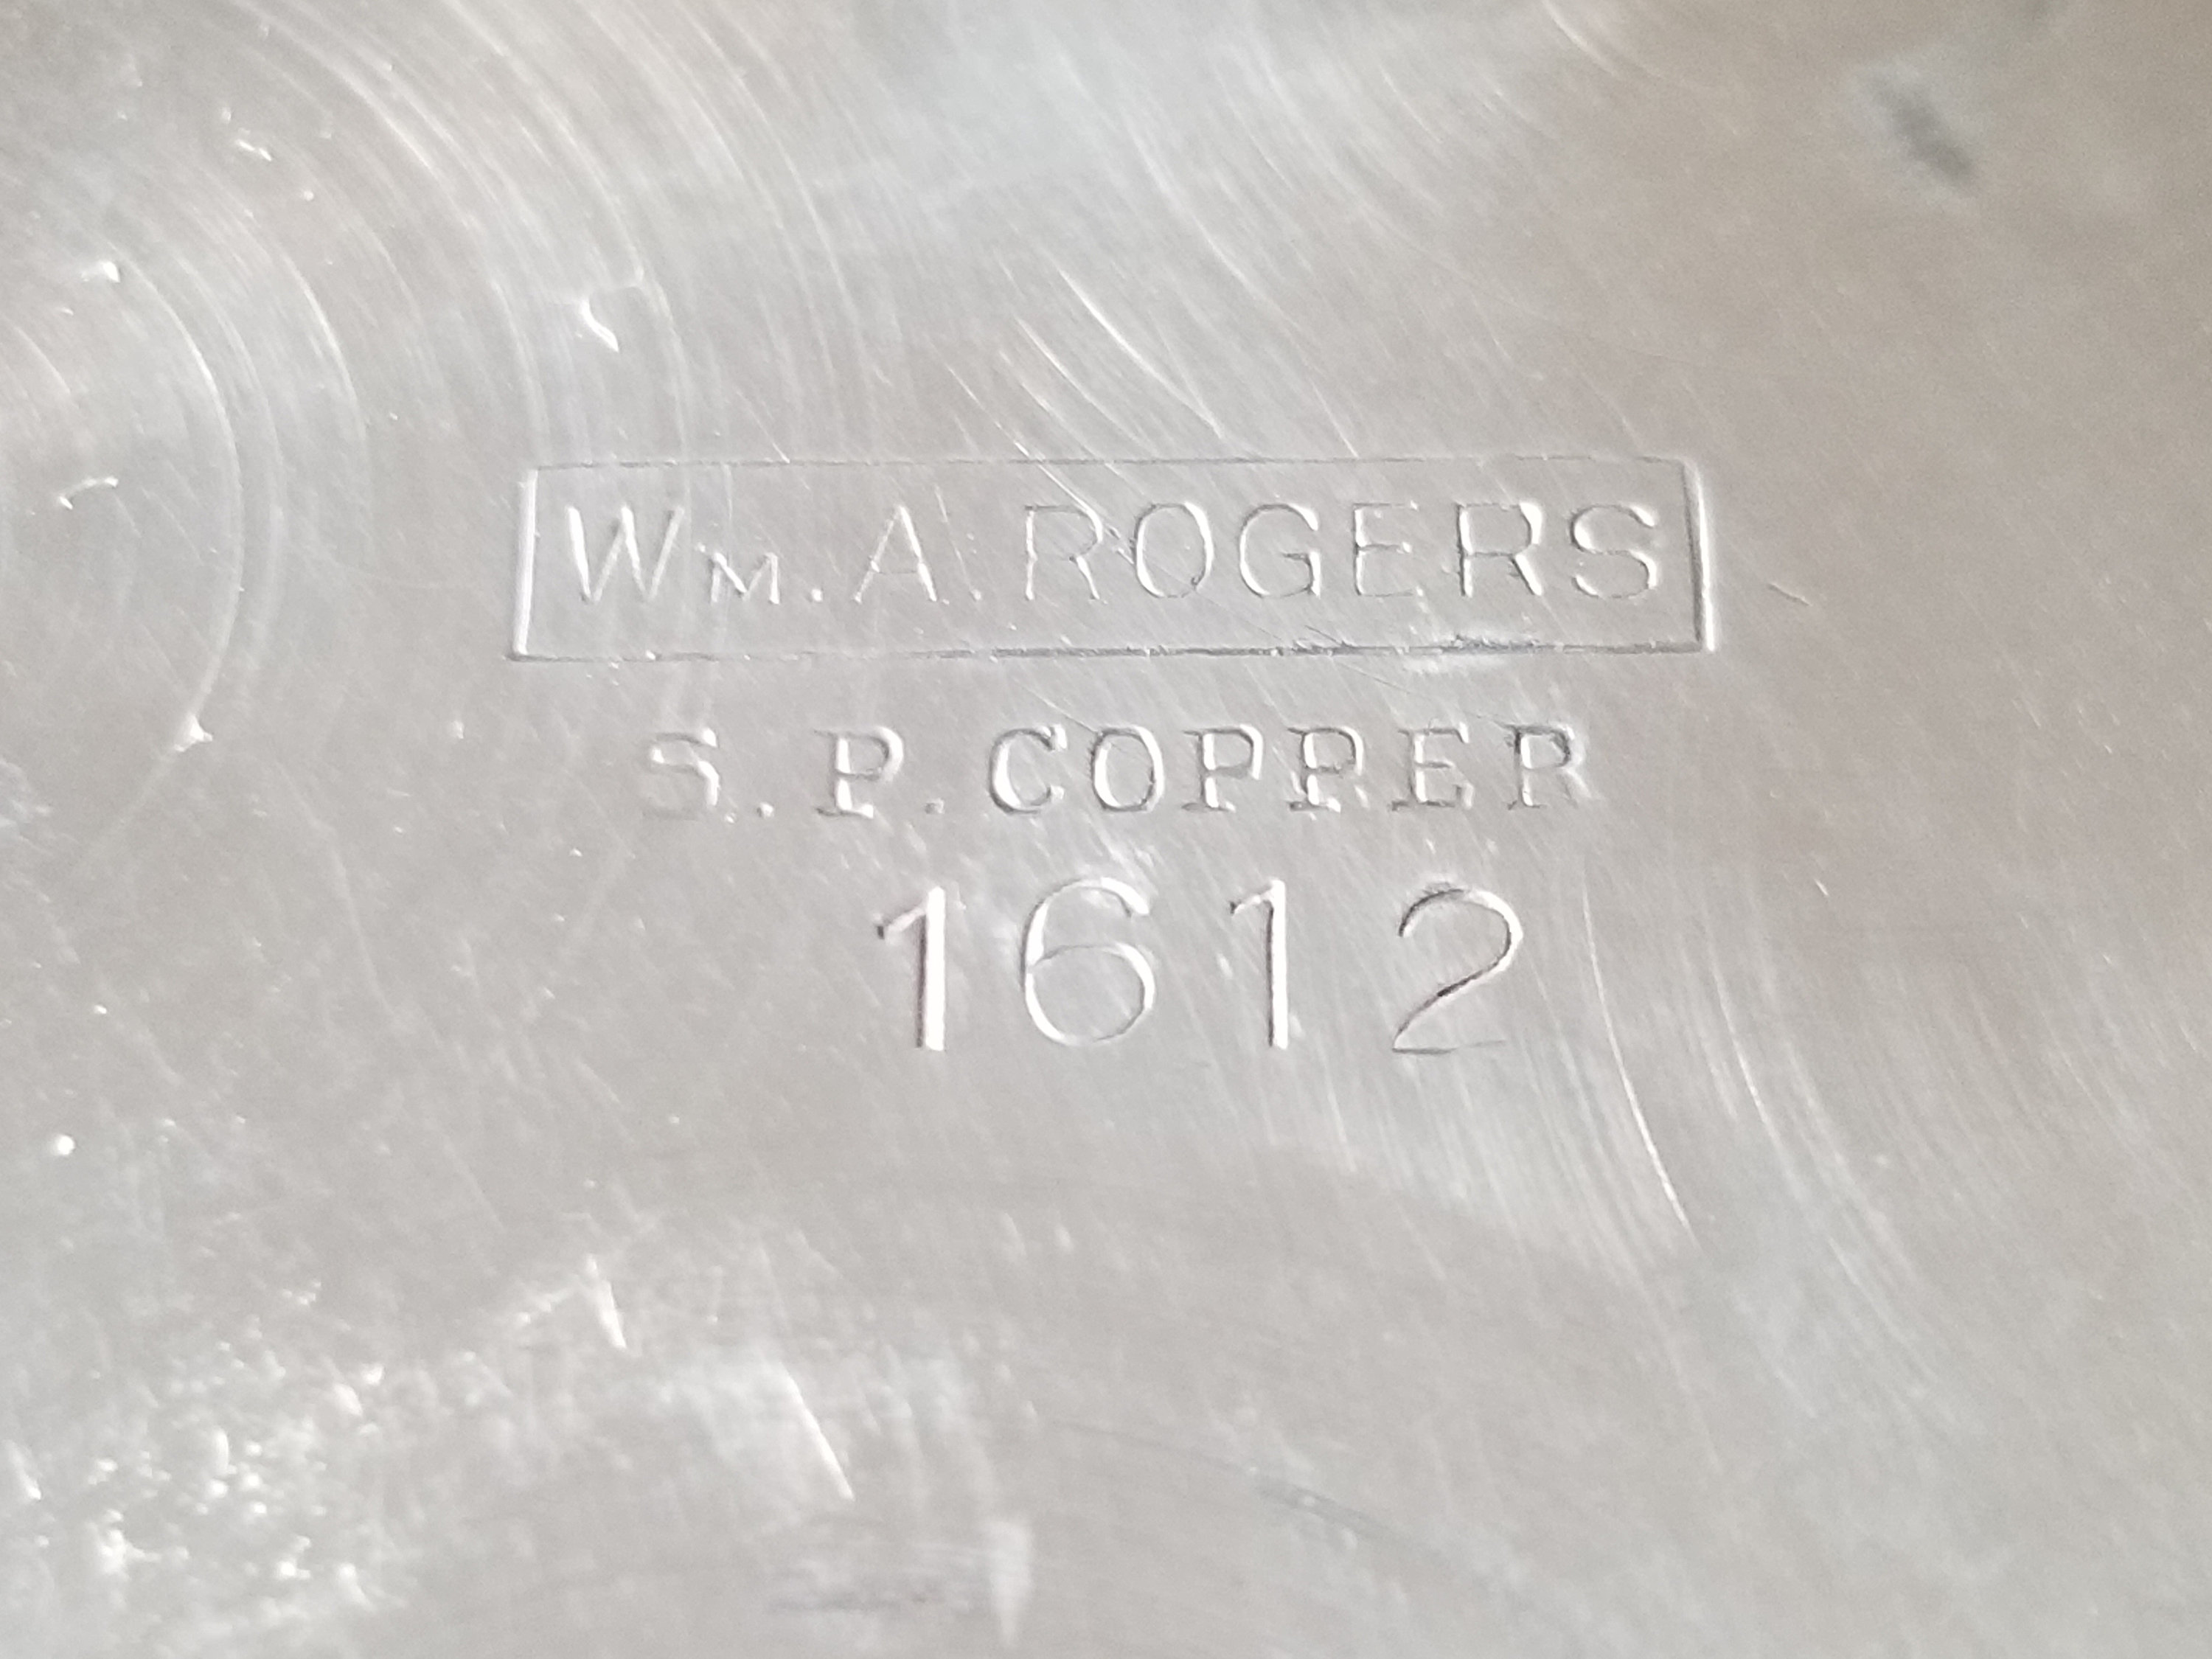 WM. A. ROGERS
S.P. COPPER
1612